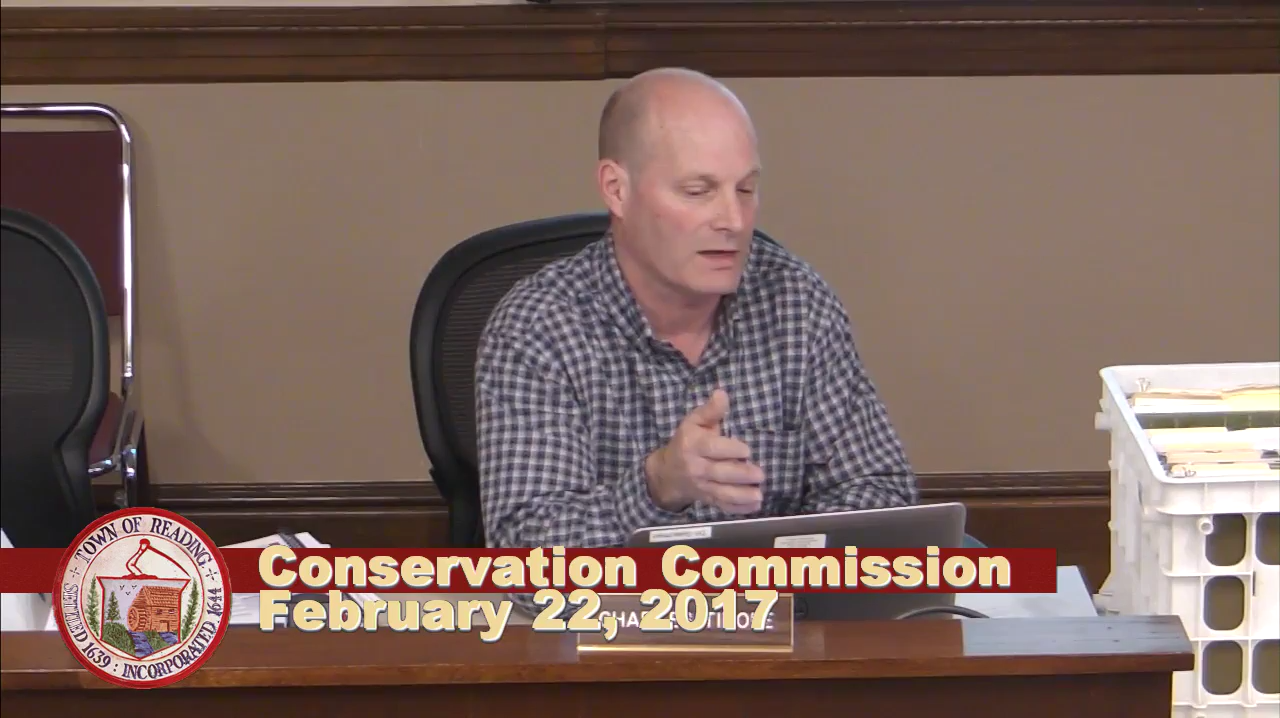 TOWN OF READING
SETTLED 1639 : INCORPORATED 1644
Conservation Commission
February 22, 2017